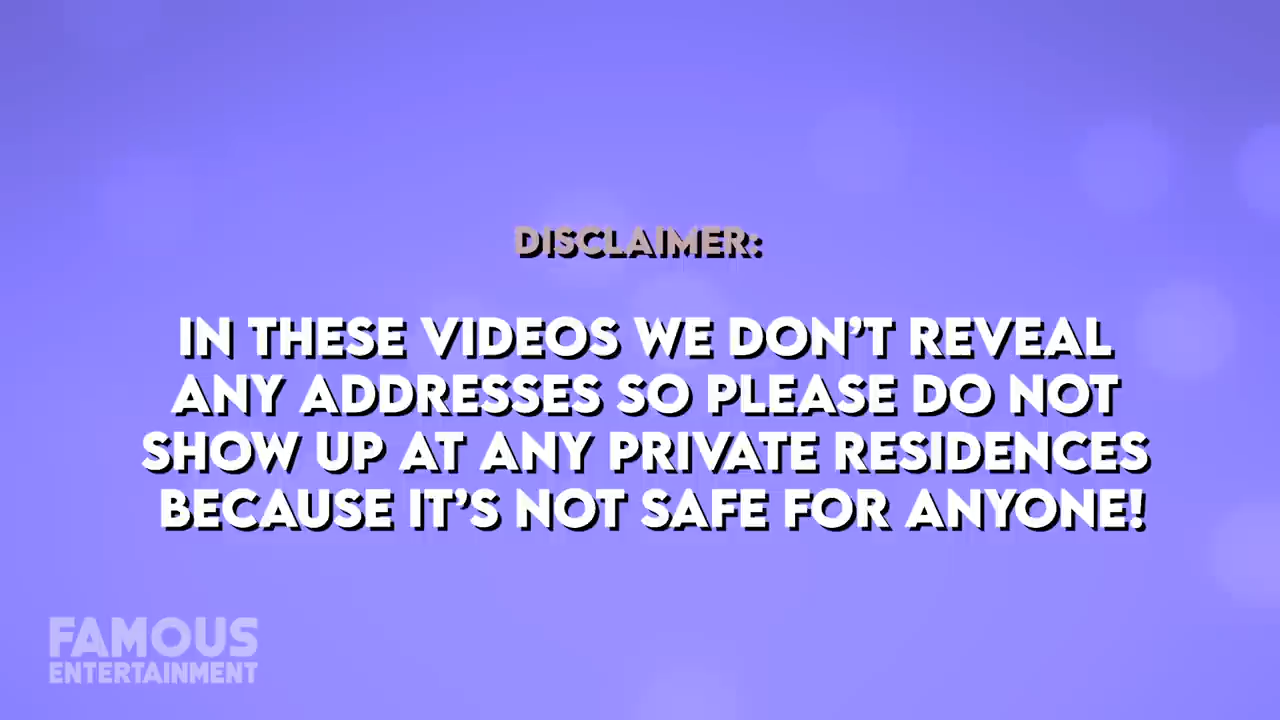 DISCLAIMER:
IN THESE VIDEOS WE DON'T REVEAL
ANY ADDRESSES SO PLEASE DO NOT
SHOW UP AT ANY PRIVATE RESIDENCES
BECAUSE IT'S NOT SAFE FOR ANYONE!
FAMOUS
ENTERTAINMENT